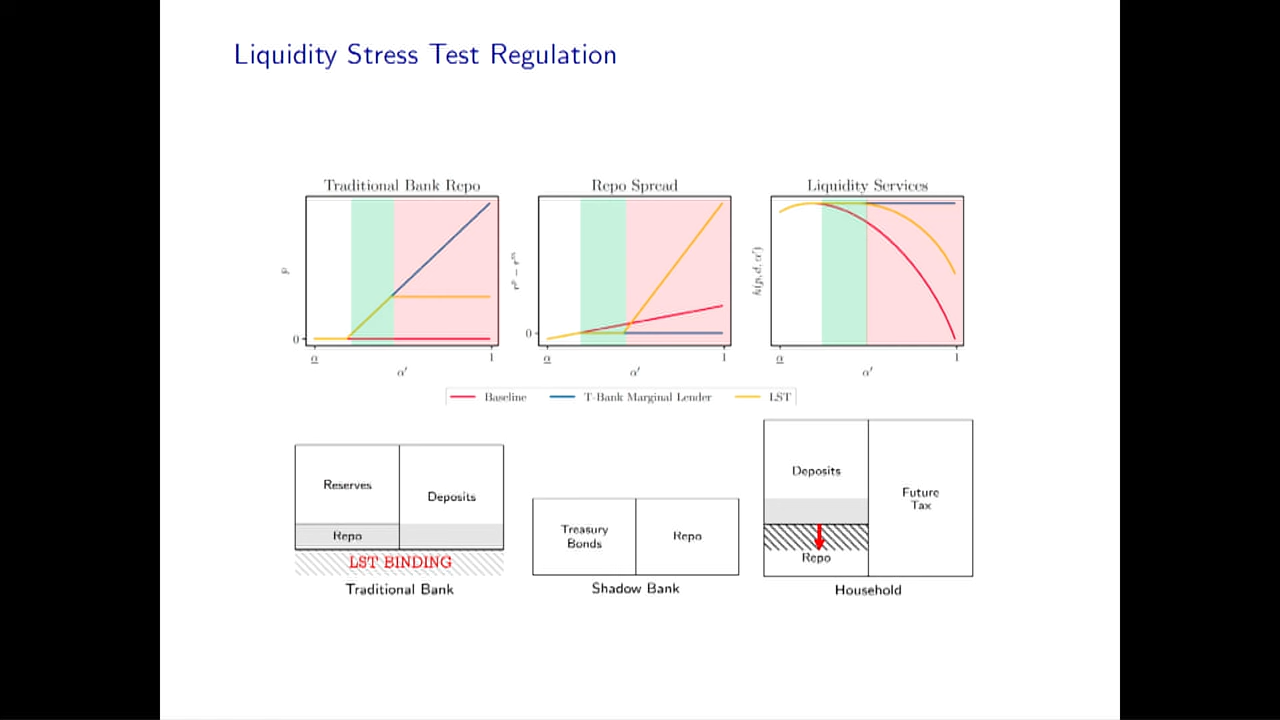 Liquidity Stress Test Regulation
Traditional Bank Repo
Repo Spread
Liquidity Services
p
0
α
1
α′
0
α
1
α′
h(p, d, α′)
α
1
α′
Baseline
T-Bank Marginal Lender
LST
Reserves
Deposits
Repo
LST BINDING
Traditional Bank
Treasury
Bonds
Repo
Shadow Bank
Deposits
Repo
Future
Tax
Household